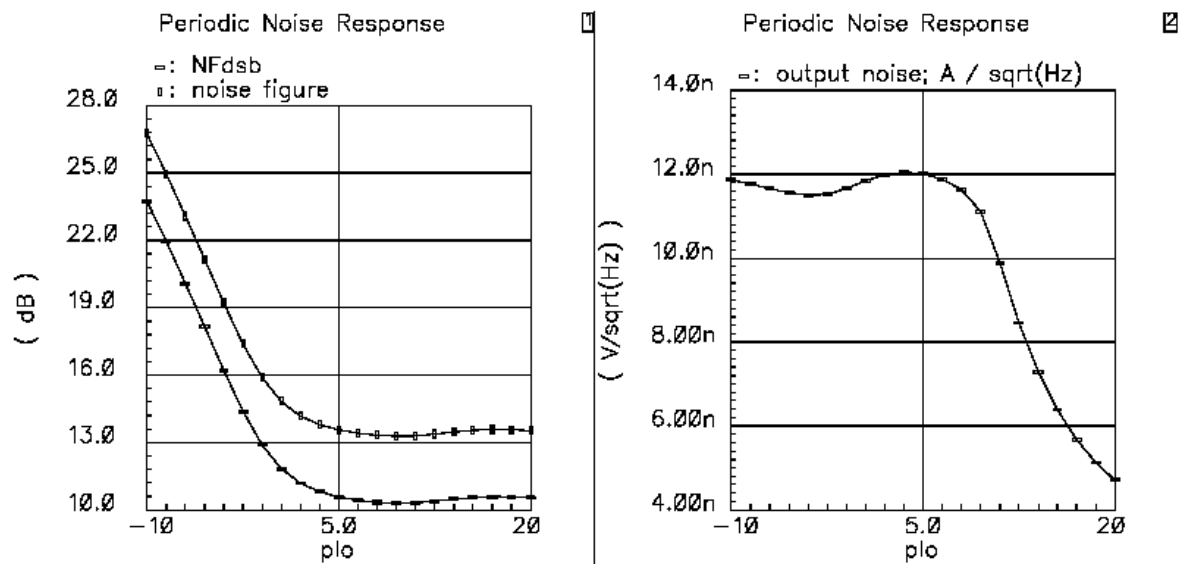 Periodic Noise Response
1
▭: NFdsb
▯: noise figure
28.0
25.0
22.0
19.0
16.0
13.0
10.0
( dB )
-10
5.0
20
plo
Periodic Noise Response
2
▭: output noise; A / sqrt(Hz)
14.0n
12.0n
10.0n
8.00n
6.00n
4.00n
( V/sqrt(Hz) )
-10
5.0
20
plo